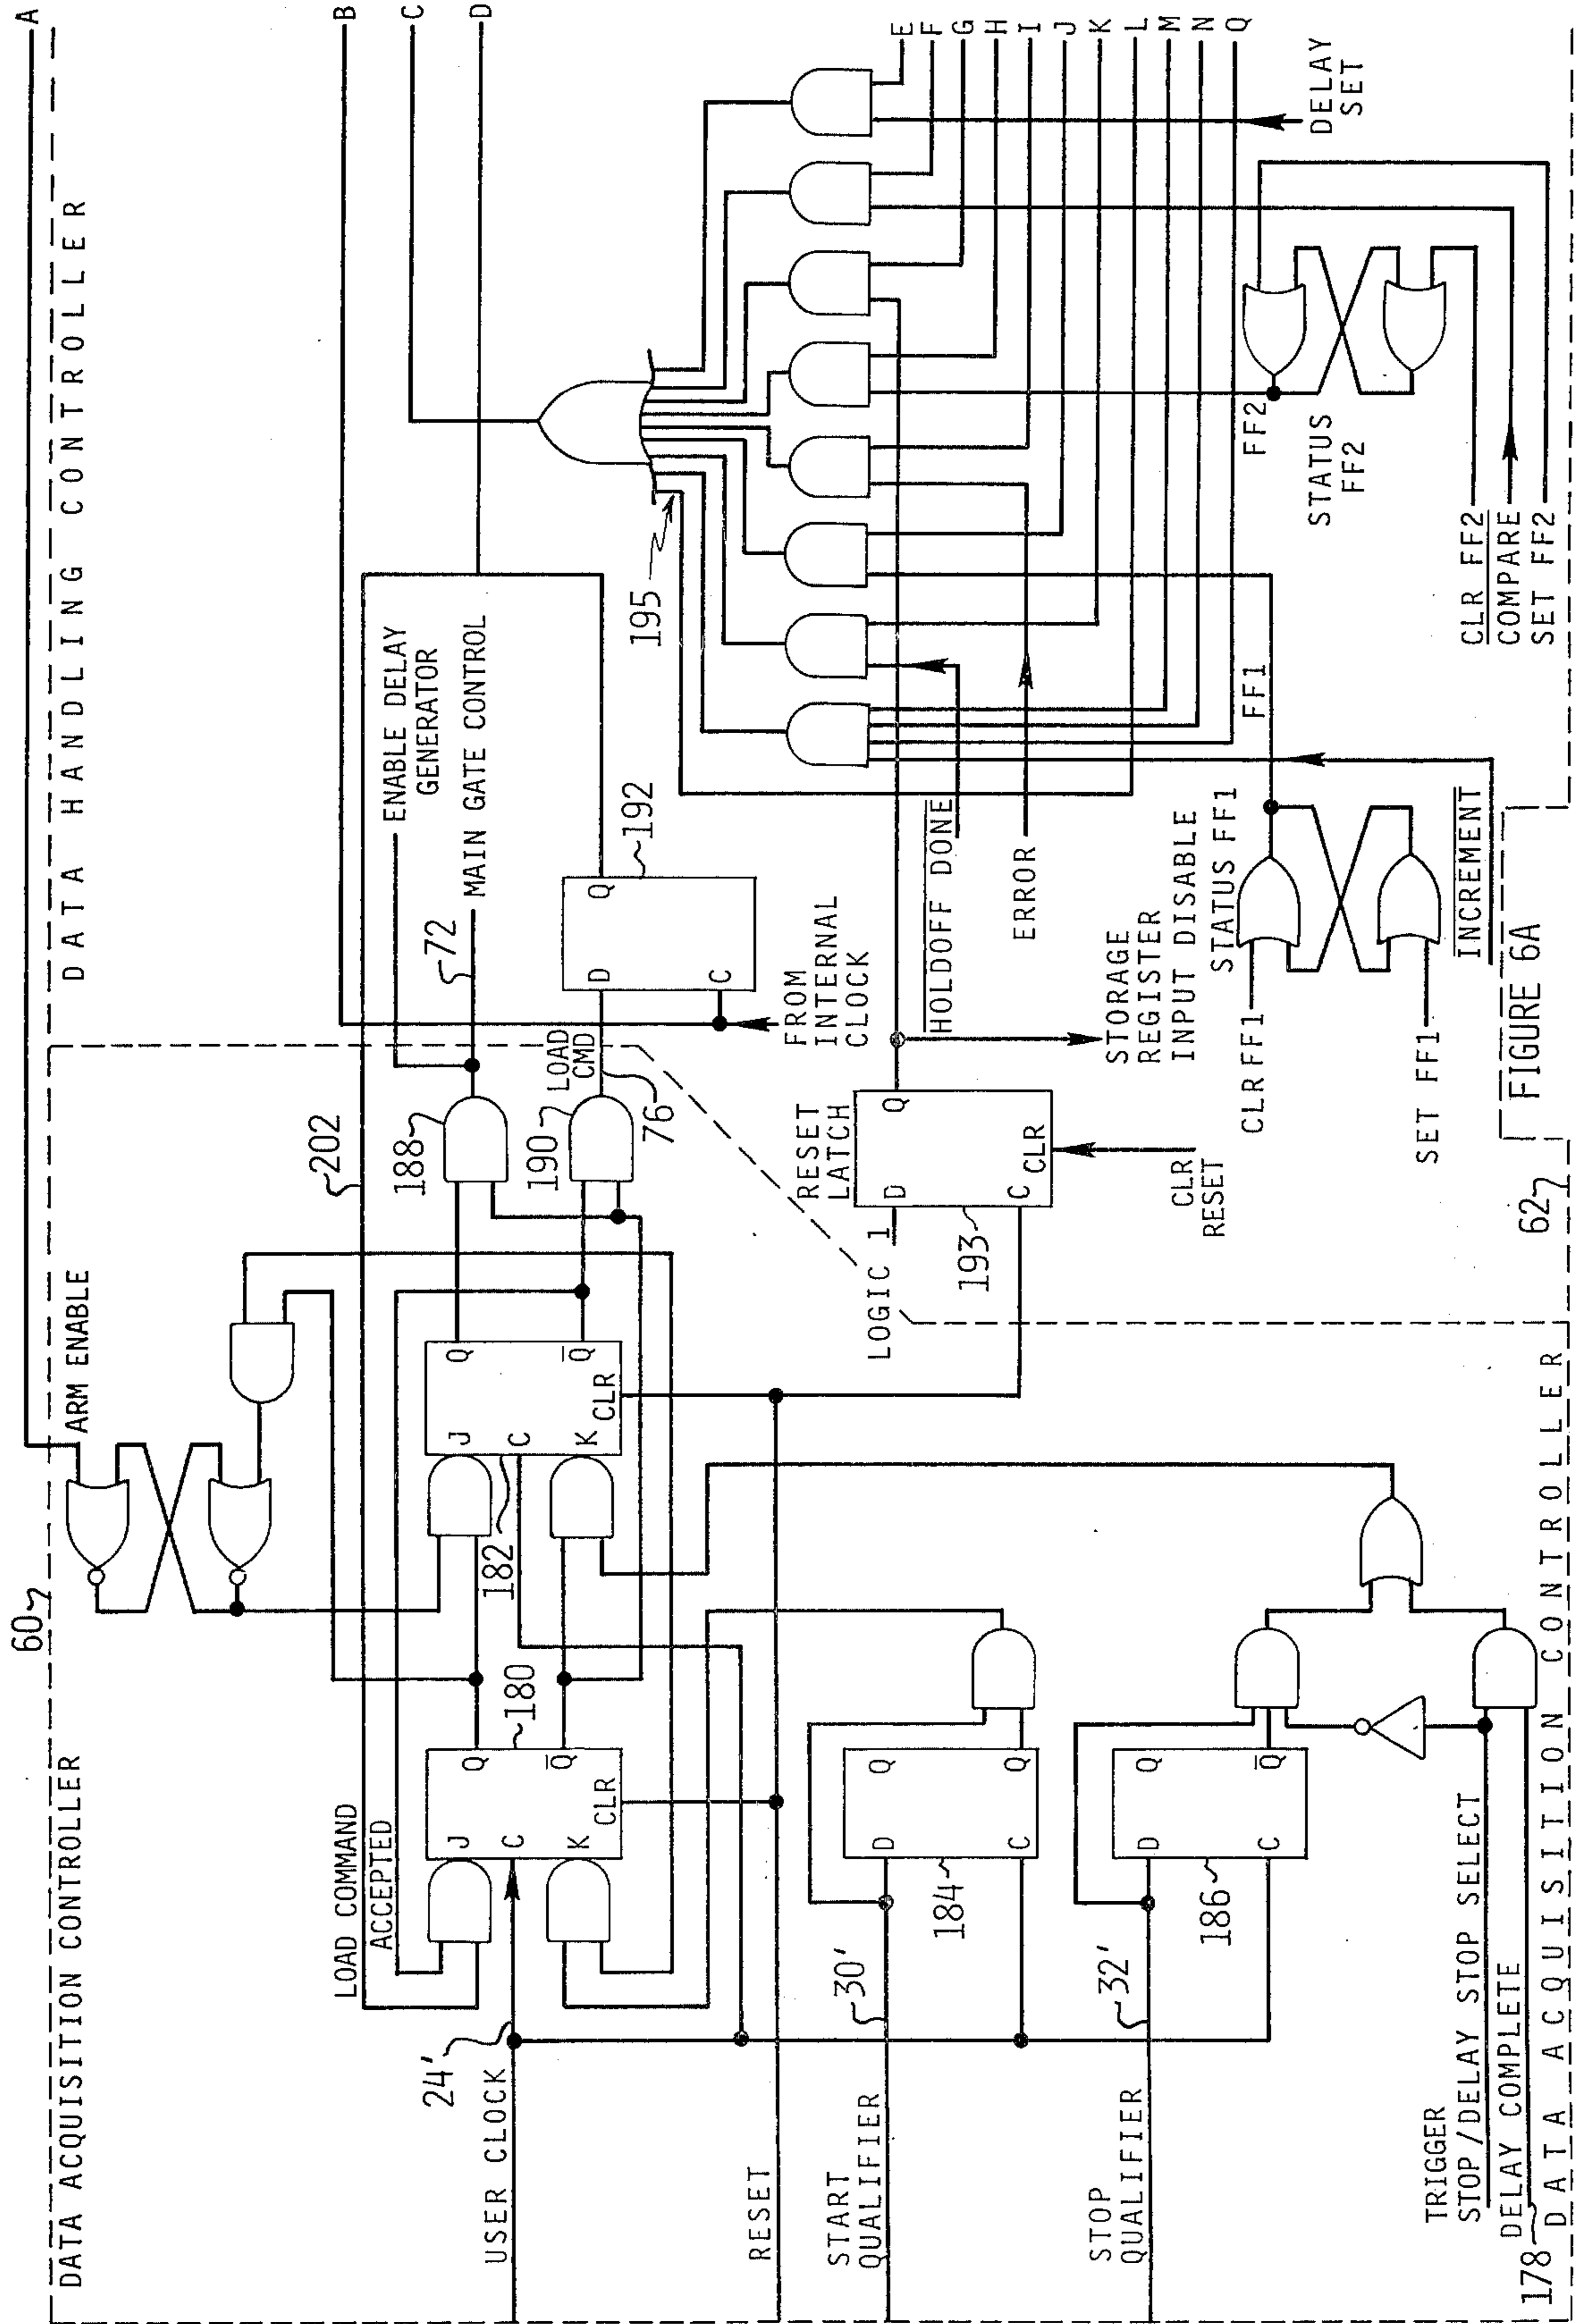 60
DATA ACQUISITION CONTROLLER
ARM ENABLE
A
B
C
D
DATA HANDLING CONTROLLER
LOAD COMMAND
ACCEPTED
202
ENABLE DELAY
GENERATOR
72
MAIN GATE CONTROL
188
190
LOAD
CMD
76
192
D
Q
C
FROM
INTERNAL
CLOCK
USER CLOCK
24'
J
C
K
Q
Q̅
CLR
180
J
C
K
Q
Q̅
CLR
182
RESET
START
QUALIFIER
30'
D
Q
Q
C
184
STOP
QUALIFIER
32'
D
Q
Q̅
C
186
TRIGGER
STOP/DELAY STOP SELECT
DELAY COMPLETE
178
DATA ACQUISITION CONTROLLER
LOGIC 1
RESET
LATCH
D
Q
C
CLR
193
CLR
RESET
HOLDOFF DONE
STORAGE
REGISTER
INPUT DISABLE
ERROR
195
E
F
G
H
I
J
K
L
M
N
Q
DELAY
SET
STATUS FF1
FF1
CLR FF1
SET FF1
INCREMENT
FF2
STATUS
FF2
CLR FF2
COMPARE
SET FF2
62
FIGURE 6A